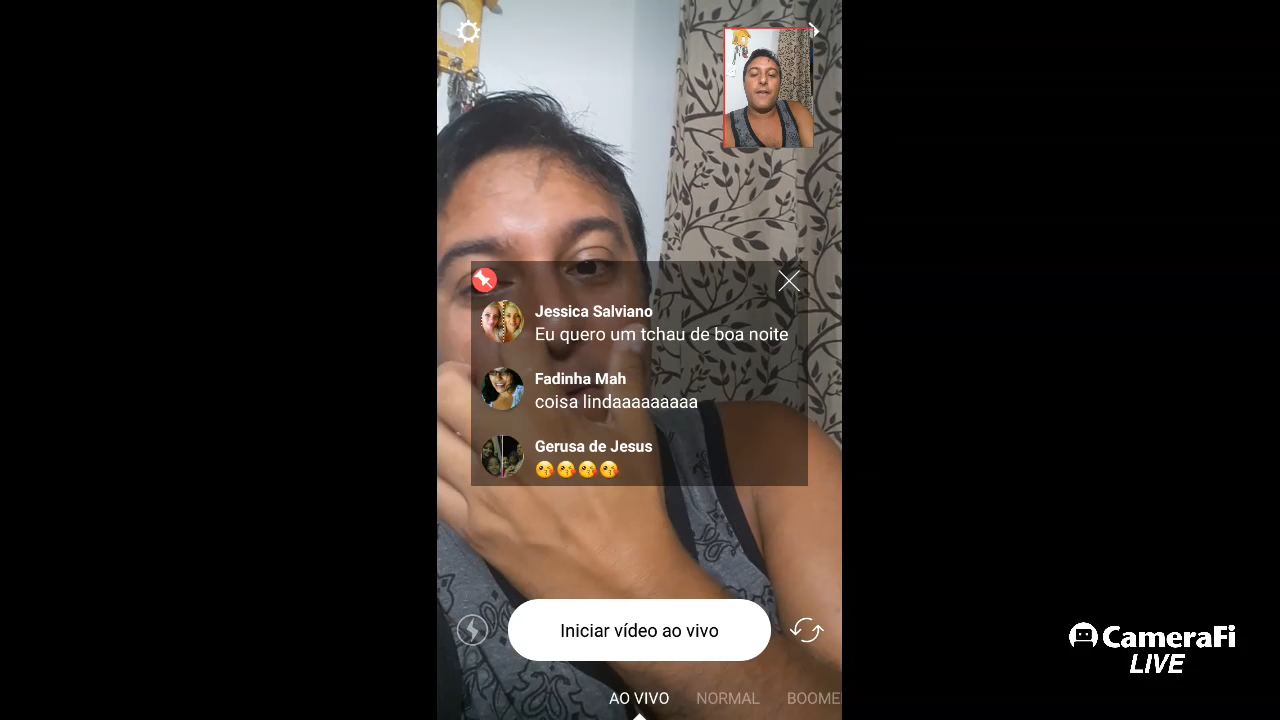 Jessica Salviano
Eu quero um tchau de boa noite
Fadinha Mah
coisa lindaaaaaaaaa
Gerusa de Jesus
😘😘😘😘
Iniciar vídeo ao vivo
AO VIVO NORMAL BOOME
CameraFi
LIVE